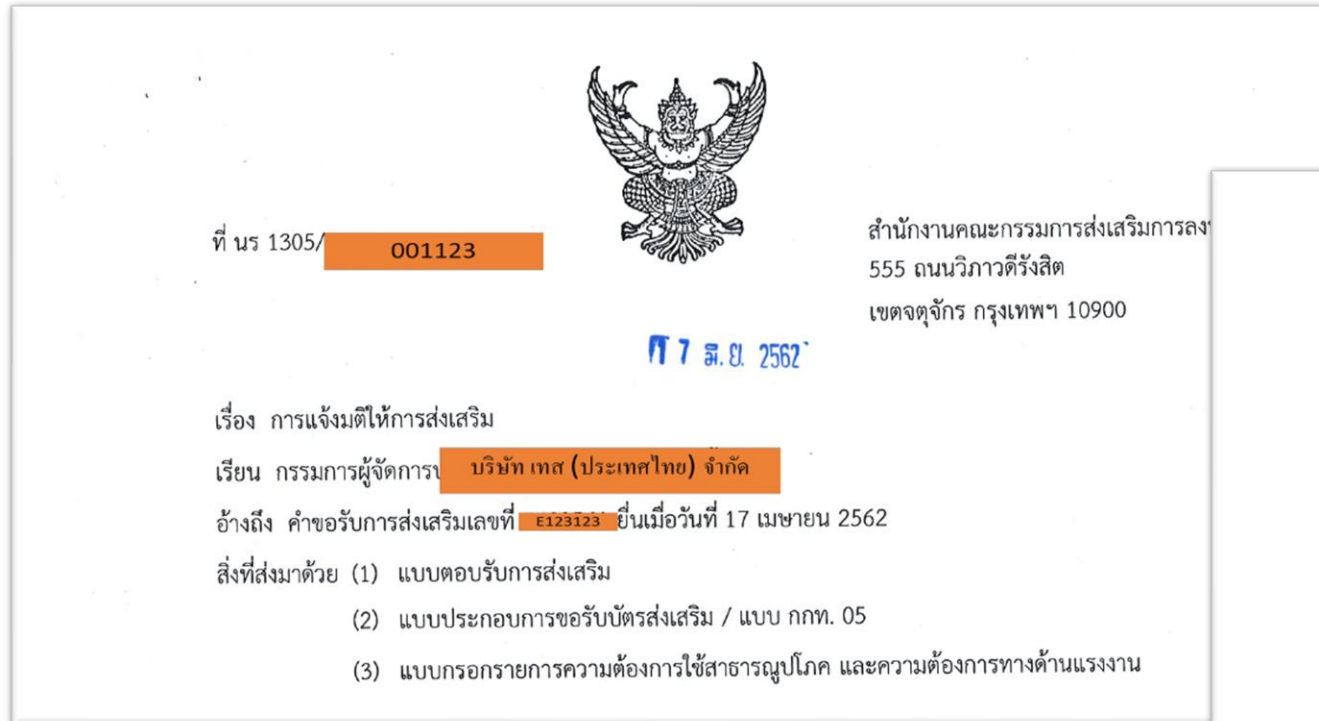 ที่ นร 1305/ 001123
สำนักงานคณะกรรมการส่งเสริมการลง
555 ถนนวิภาวดีรังสิต
เขตจตุจักร กรุงเทพฯ 10900
7 มิ.ย. 2562
เรื่อง การแจ้งมติให้การส่งเสริม
เรียน กรรมการผู้จัดการ บริษัท เทส (ประเทศไทย) จำกัด
อ้างถึง คำขอรับการส่งเสริมเลขที่ E123123 ยื่นเมื่อวันที่ 17 เมษายน 2562
สิ่งที่ส่งมาด้วย (1) แบบตอบรับการส่งเสริม
(2) แบบประกอบการขอรับบัตรส่งเสริม / แบบ กกท. 05
(3) แบบกรอกรายการความต้องการใช้สาธารณูปโภค และความต้องการทางด้านแรงงาน